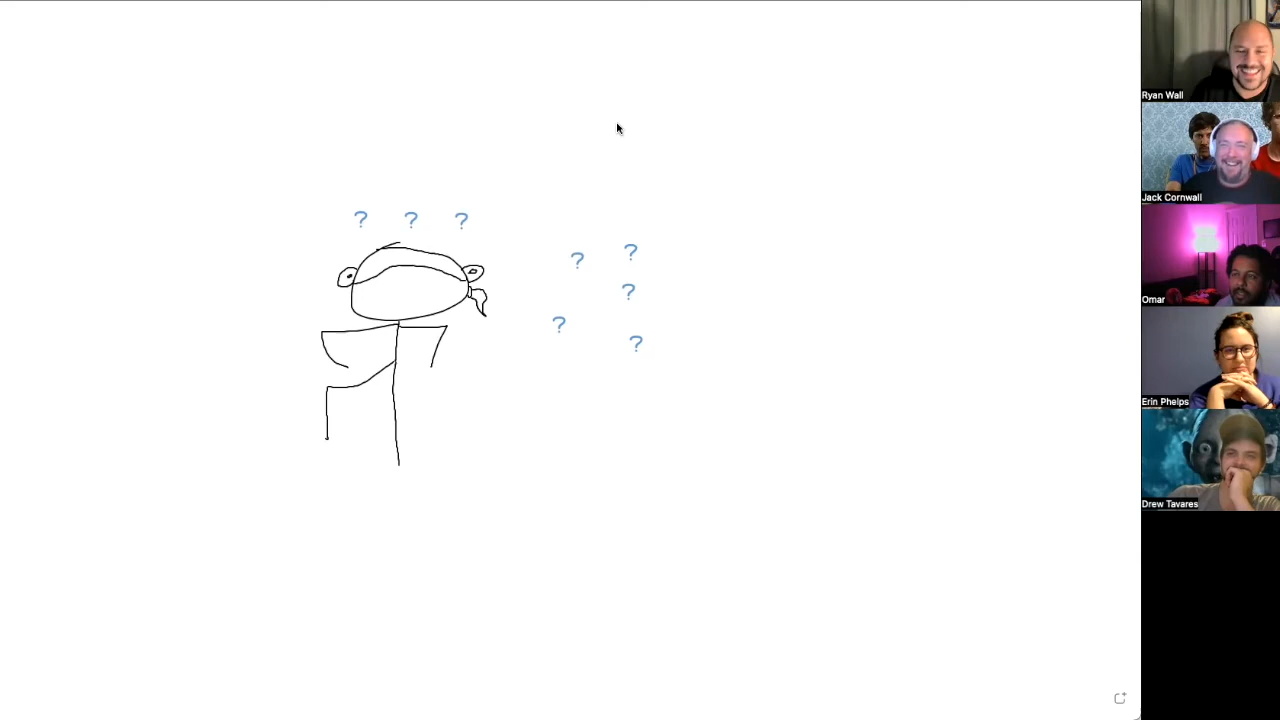 ? ? ?
? ?
?
?
?
Ryan Wall
Jack Cornwall
Omar
Erin Phelps
Drew Tavares